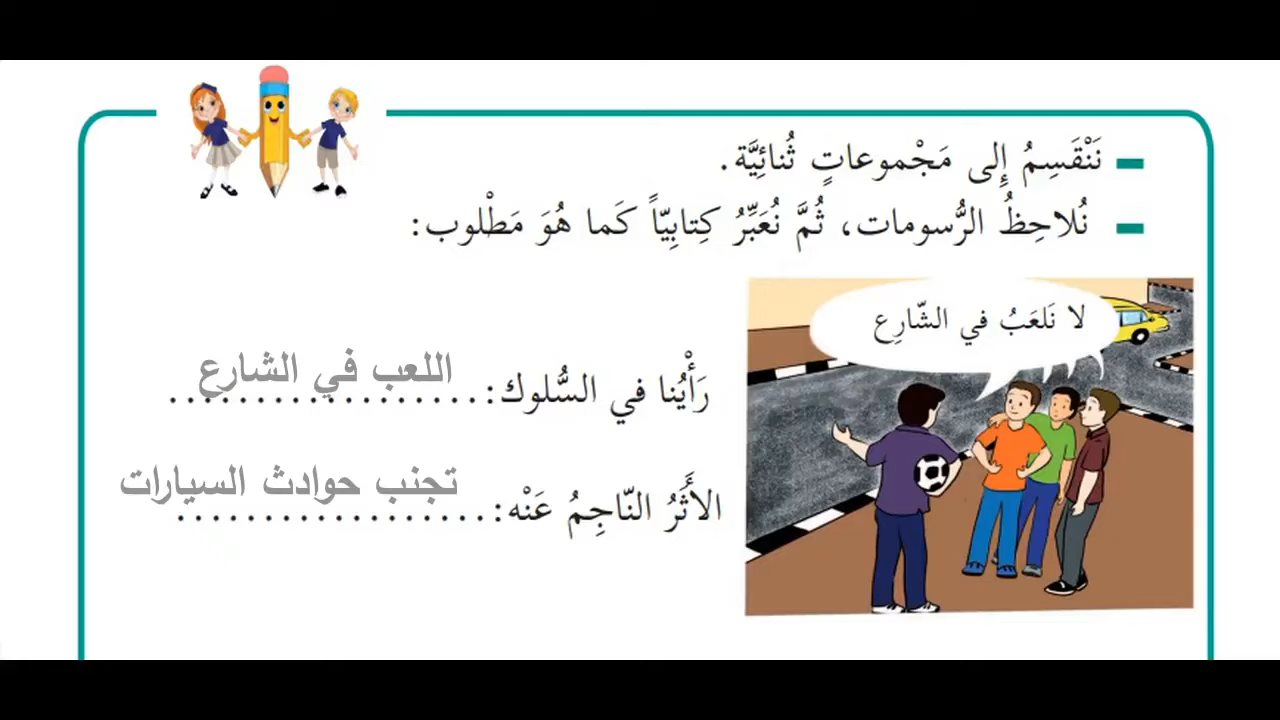 نَنْقَسِمُ إِلى مَجْموعاتٍ ثُنائِيَّة.
نُلاحِظُ الرُّسومات، ثُمَّ نُعَبِّرُ كِتابِيّاً كَما هُوَ مَطْلوب:
لا نَلعَبُ في الشّارِع
رَأْيُنا في السُّلوك: اللعب في الشارع
الأَثَرُ النّاجِمُ عَنْه: تجنب حوادث السيارات